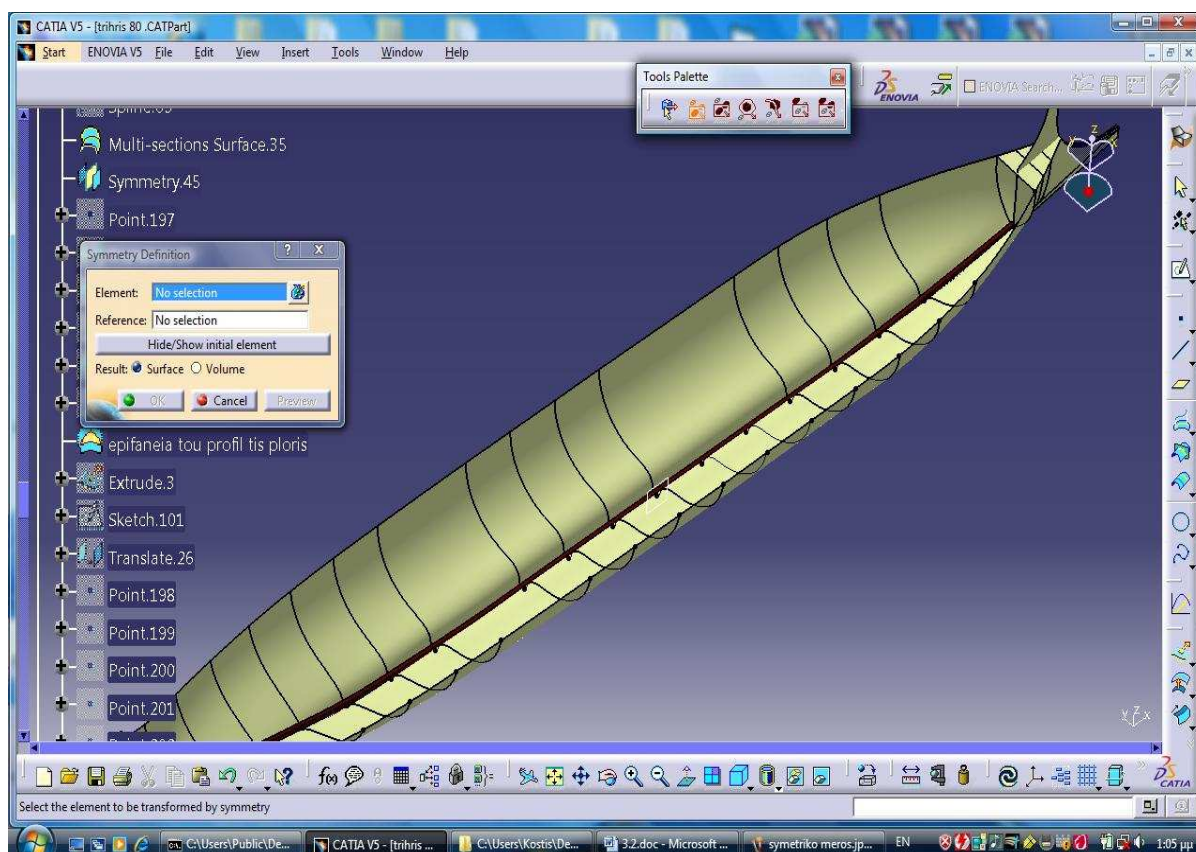 CATIA V5 - [trihris 80 .CATPart]
Start ENOVIA V5 File Edit View Insert Tools Window Help
Tools Palette
ENOVIA
ENOVIA Search...
Multi-sections Surface.35
Symmetry.45
Point.197
Symmetry Definition
Element: No selection
Reference: No selection
Hide/Show initial element
Result: Surface Volume
OK Cancel Preview
epifaneia tou profil tis ploris
Extrude.3
Sketch.101
Translate.26
Point.198
Point.199
Point.200
Point.201
z
y z x
f(x)
CATIA
Select the element to be transformed by symmetry
C:\Users\Public\De... CATIA V5 - [trihris ... C:\Users\Kostis\De... 3.2.doc - Microsoft ... symetriko meros.jp... EN 1:05 μμ